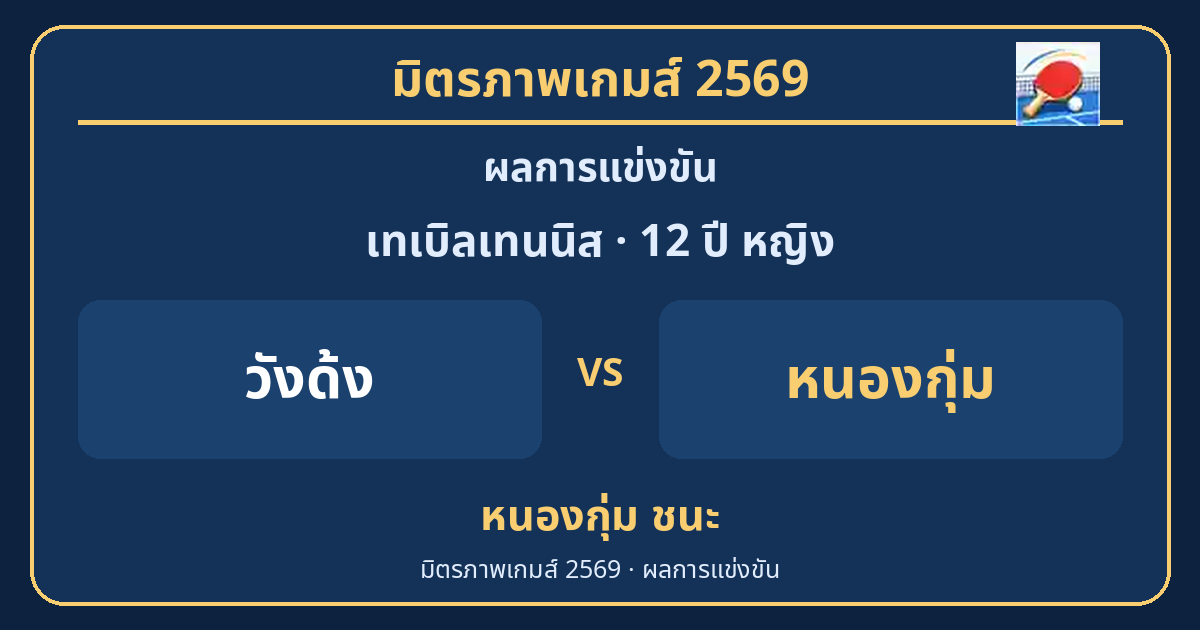 มิตรภาพเกมส์ 2569
ผลการแข่งขัน
เทเบิลเทนนิส · 12 ปี หญิง
วังด้ง
VS
หนองกุ่ม
หนองกุ่ม ชนะ
มิตรภาพเกมส์ 2569 · ผลการแข่งขัน